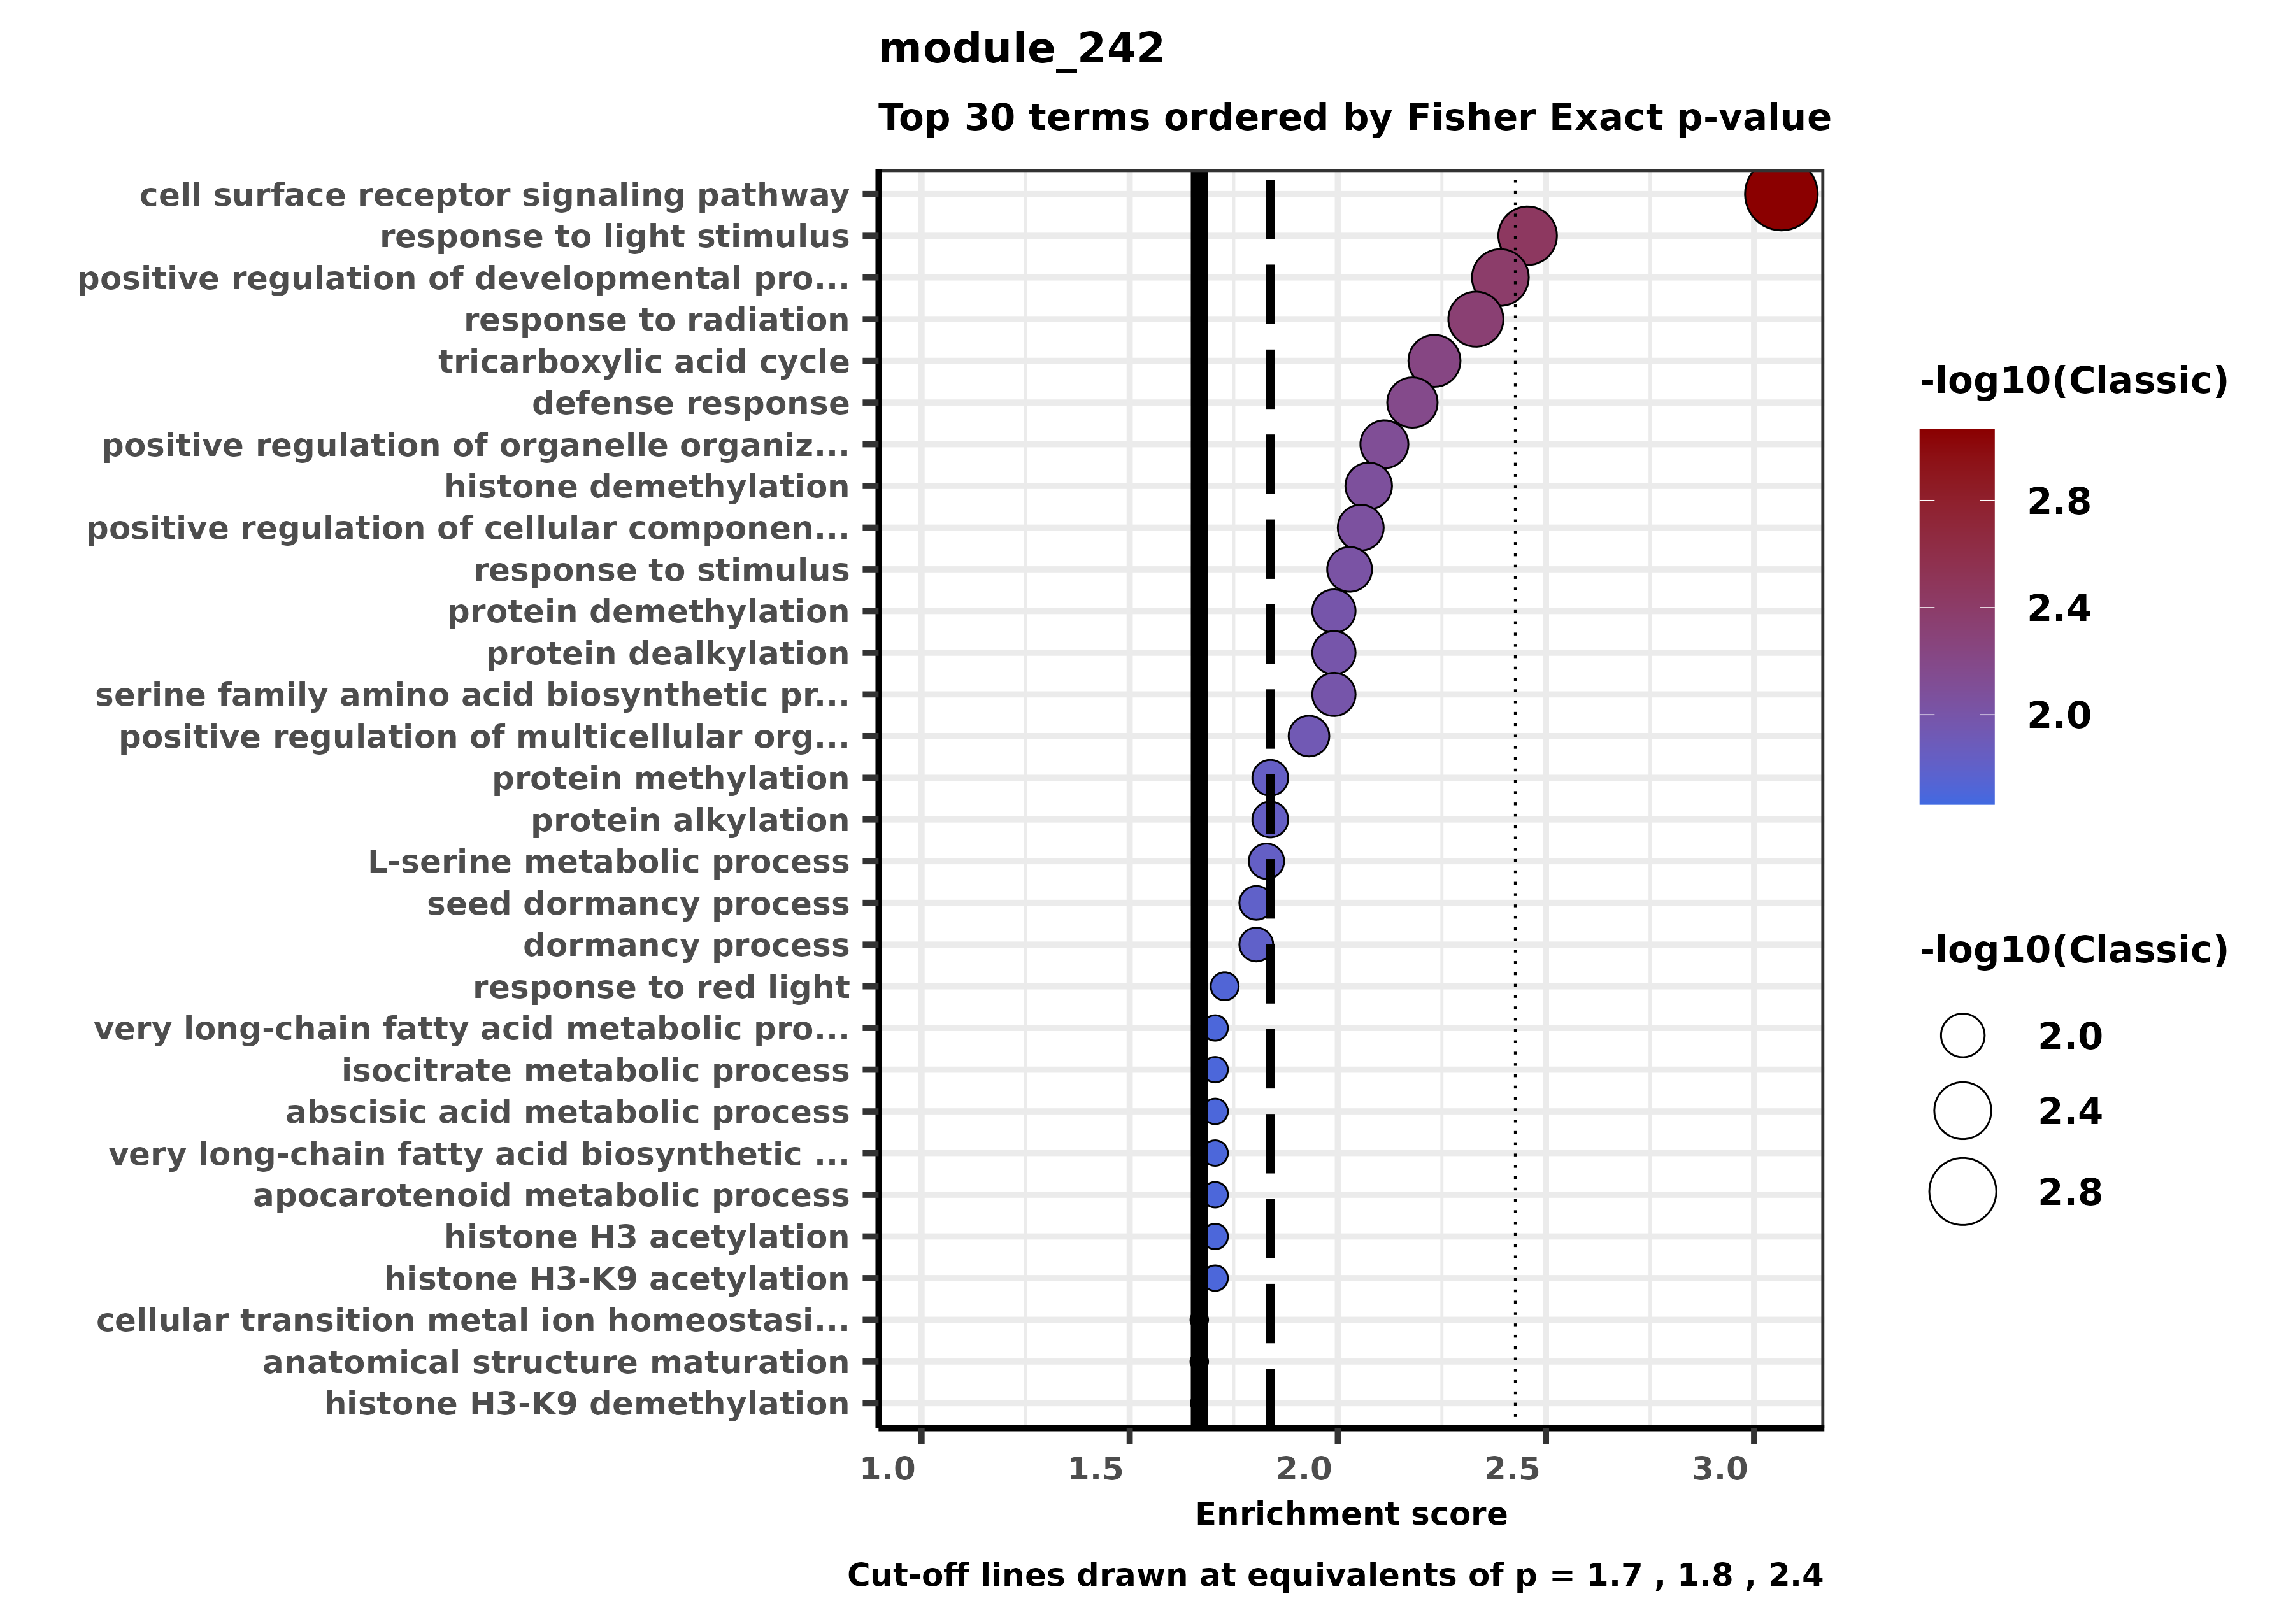 module_242
Top 30 terms ordered by Fisher Exact p-value
cell surface receptor signaling pathway
response to light stimulus
positive regulation of developmental pro...
response to radiation
tricarboxylic acid cycle
defense response
positive regulation of organelle organiz...
histone demethylation
positive regulation of cellular componen...
response to stimulus
protein demethylation
protein dealkylation
serine family amino acid biosynthetic pr...
positive regulation of multicellular org...
protein methylation
protein alkylation
L-serine metabolic process
seed dormancy process
dormancy process
response to red light
very long-chain fatty acid metabolic pro...
isocitrate metabolic process
abscisic acid metabolic process
very long-chain fatty acid biosynthetic ...
apocarotenoid metabolic process
histone H3 acetylation
histone H3-K9 acetylation
cellular transition metal ion homeostasi...
anatomical structure maturation
histone H3-K9 demethylation
1.0 1.5 2.0 2.5 3.0
Enrichment score
Cut-off lines drawn at equivalents of p = 1.7 , 1.8 , 2.4
-log10(Classic)
2.8
2.4
2.0
-log10(Classic)
2.0
2.4
2.8